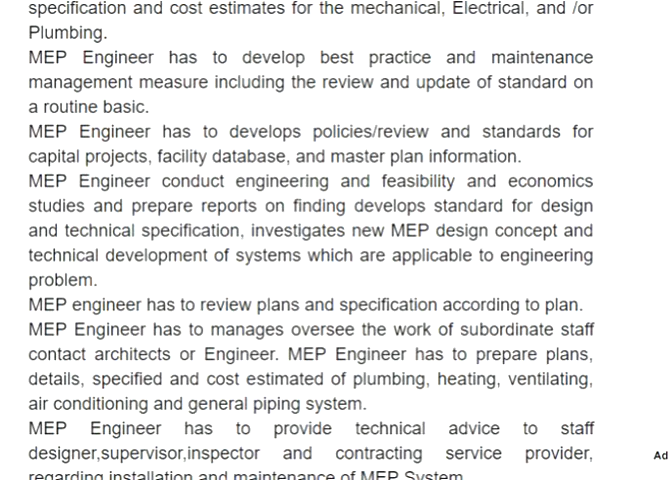 specification and cost estimates for the mechanical, Electrical, and /or
Plumbing.
MEP Engineer has to develop best practice and maintenance
management measure including the review and update of standard on
a routine basic.
MEP Engineer has to develops policies/review and standards for
capital projects, facility database, and master plan information.
MEP Engineer conduct engineering and feasibility and economics
studies and prepare reports on finding develops standard for design
and technical specification, investigates new MEP design concept and
technical development of systems which are applicable to engineering
problem.
MEP engineer has to review plans and specification according to plan.
MEP Engineer has to manages oversee the work of subordinate staff
contact architects or Engineer. MEP Engineer has to prepare plans,
details, specified and cost estimated of plumbing, heating, ventilating,
air conditioning and general piping system.
MEP Engineer has to provide technical advice to staff
designer,supervisor,inspector and contracting service provider,
Ad
regarding installation and maintenance of MEP System